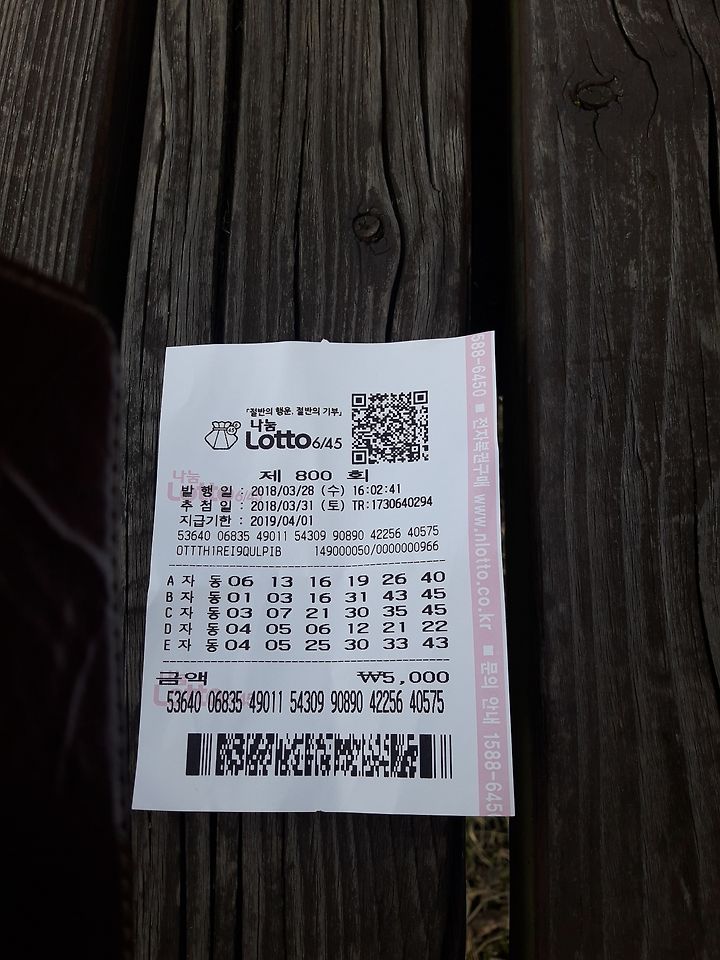 「절반의 행운, 절반의 기부」
나눔
Lotto6/45
제 800 회
발 행 일 : 2018/03/28 (수) 16:02:41
추 첨 일 : 2018/03/31 (토) TR:1730640294
지급기한 : 2019/04/01
53640 06835 49011 54309 90890 42256 40575
OTTTH1REI9QULPIB 149000050/0000000966
A 자 동 06 13 16 19 26 40
B 자 동 01 03 16 31 43 45
C 자 동 03 07 21 30 35 45
D 자 동 04 05 06 12 21 22
E 자 동 04 05 25 30 33 43
금액 ₩5,000
53640 06835 49011 54309 90890 42256 40575
588-6450 ■ 전자복권구매 www.nlotto.co.kr ■ 문의 안내 1588-645